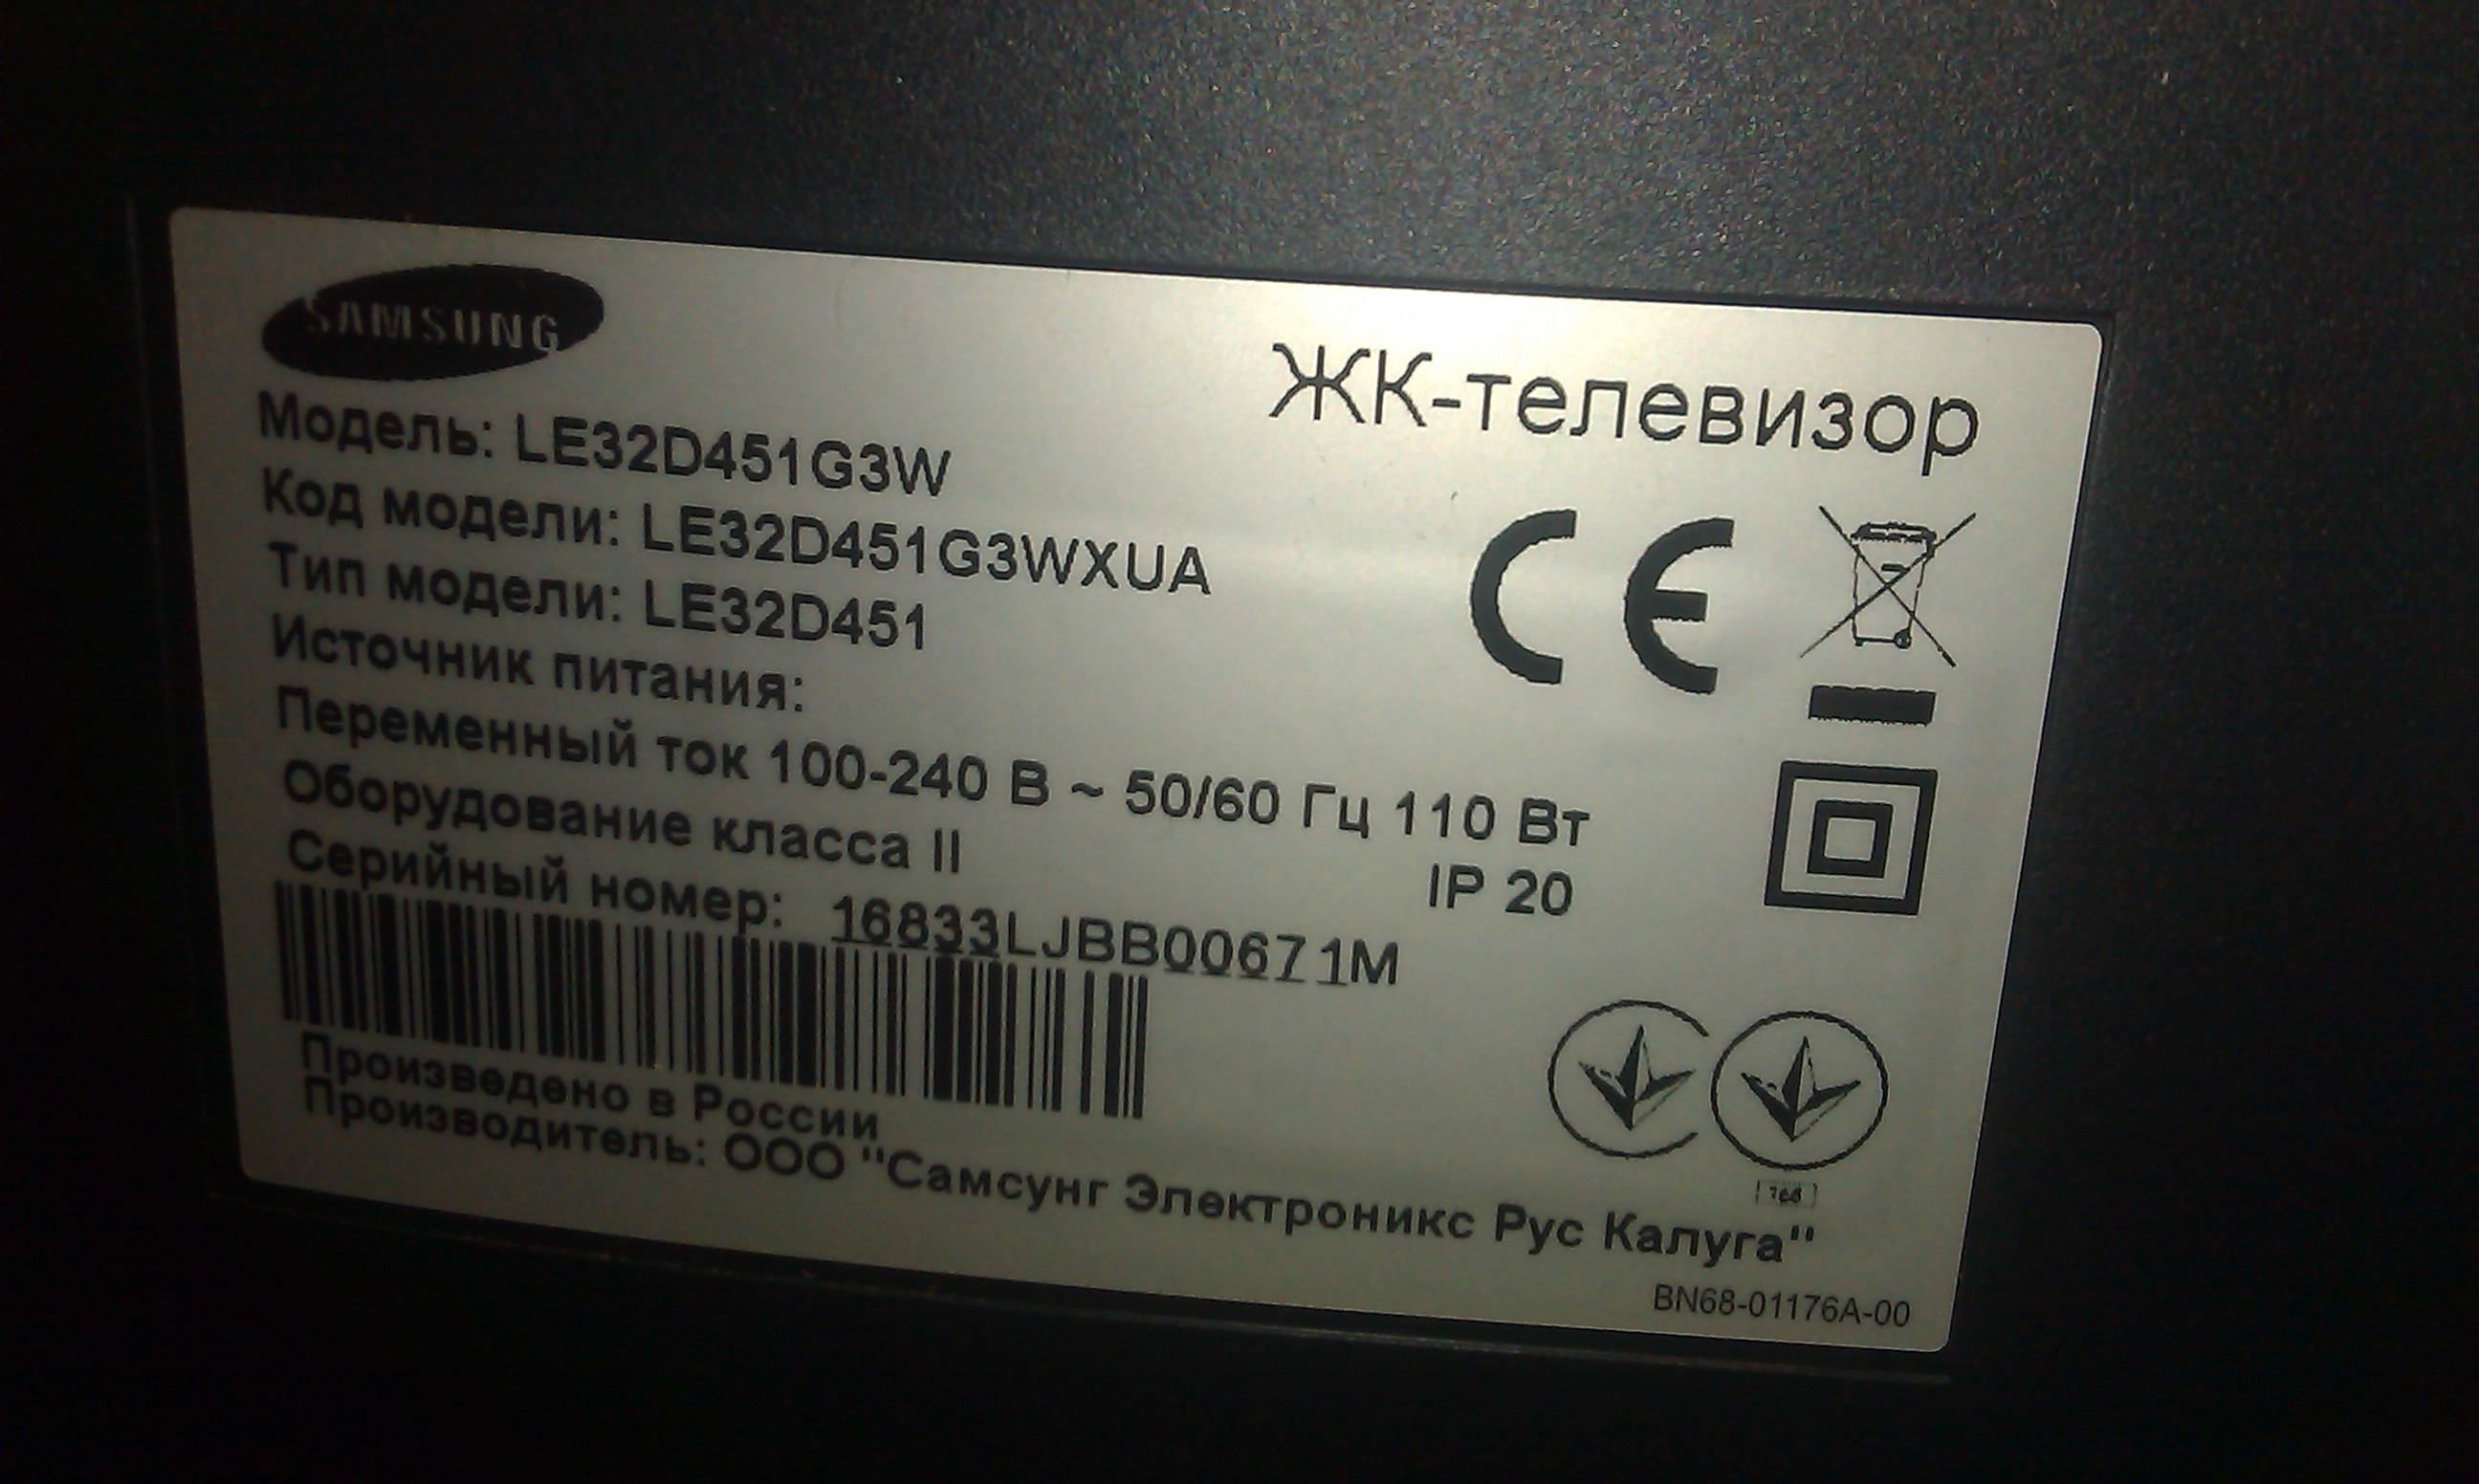 SAMSUNG
ЖК-телевизор
Модель: LE32D451G3W
Код модели: LE32D451G3WXUA
Тип модели: LE32D451
Источник питания:
Переменный ток 100-240 В ~ 50/60 Гц 110 Вт
Оборудование класса II
IP 20
Серийный номер: 16833LJBB00671M
Произведено в России
Производитель: ООО "Самсунг Электроникс Рус Калуга"
BN68-01176A-00